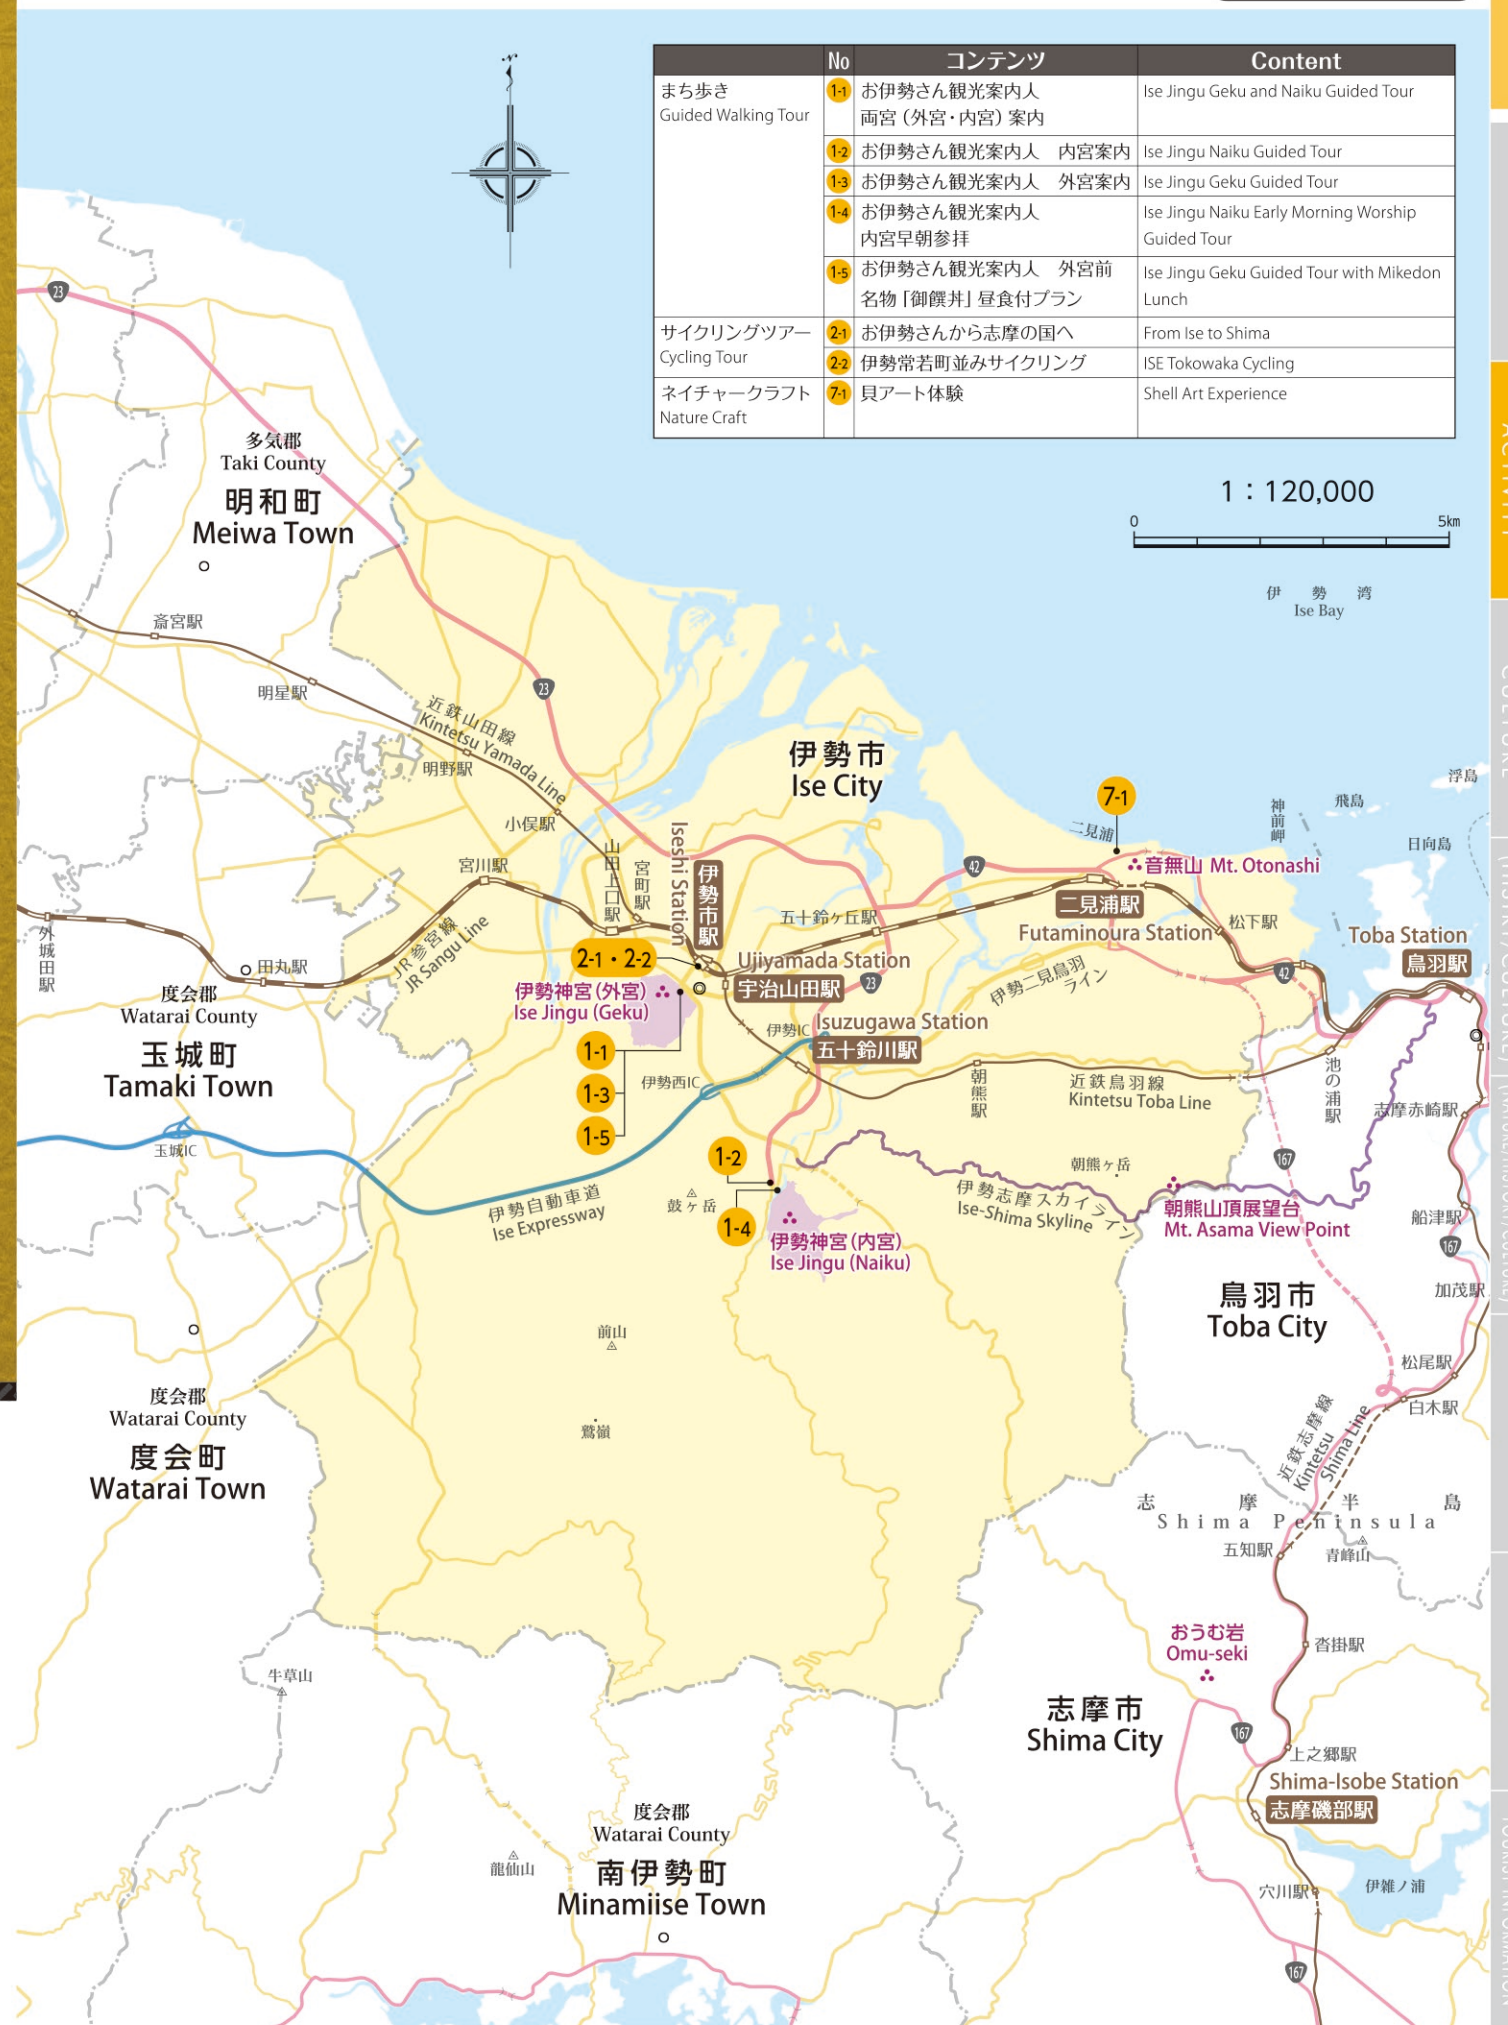 No コンテンツ Content
まち歩き
Guided Walking Tour
1-1 お伊勢さん観光案内人
両宮(外宮・内宮)案内
Ise Jingu Geku and Naiku Guided Tour
1-2 お伊勢さん観光案内人 内宮案内 Ise Jingu Naiku Guided Tour
1-3 お伊勢さん観光案内人 外宮案内 Ise Jingu Geku Guided Tour
1-4 お伊勢さん観光案内人
内宮早朝参拝
Ise Jingu Naiku Early Morning Worship
Guided Tour
1-5 お伊勢さん観光案内人 外宮前
名物「御饌丼」昼食付プラン
Ise Jingu Geku Guided Tour with Mikedon
Lunch
サイクリングツアー
Cycling Tour
2-1 お伊勢さんから志摩の国へ From Ise to Shima
2-2 伊勢常若町並みサイクリング ISE Tokowaka Cycling
ネイチャークラフト
Nature Craft
7-1 貝アート体験 Shell Art Experience
1:120,000
0 5km
伊勢湾
Ise Bay
23
多気郡
Taki County
明和町
Meiwa Town
斎宮駅
明星駅
23
近鉄山田線
Kintetsu Yamada Line
明野駅
小俣駅
伊勢市
Ise City
7-1
二見浦
神前岬
飛島
浮島
日向島
音無山 Mt. Otonashi
42
二見浦駅
Futaminoura Station
松下駅
Toba Station
鳥羽駅
42
宮川駅
山田上口駅
宮町駅
Iseshi Station
伊勢市駅
五十鈴ヶ丘駅
外城田駅
田丸駅
JR参宮線
JR Sangu Line
2-1・2-2
Ujiyamada Station
宇治山田駅
23
伊勢二見鳥羽
ライン
伊勢神宮(外宮)
Ise Jingu (Geku)
度会郡
Watarai County
玉城町
Tamaki Town
伊勢IC
Isuzugawa Station
五十鈴川駅
1-1
1-3
1-5
伊勢西IC
朝熊駅
近鉄鳥羽線
Kintetsu Toba Line
池の浦駅
志摩赤崎駅
玉城IC
1-2
1-4
朝熊ヶ岳
167
伊勢自動車道
Ise Expressway
鼓ヶ岳
伊勢志摩スカイライン
Ise-Shima Skyline
朝熊山頂展望台
Mt. Asama View Point
船津駅
167
伊勢神宮(内宮)
Ise Jingu (Naiku)
加茂駅
鳥羽市
Toba City
前山
松尾駅
度会郡
Watarai County
度会町
Watarai Town
鷲嶺
白木駅
近鉄志摩線
Kintetsu
Shima Line
志摩半島
Shima Peninsula
五知駅
青峰山
おうむ岩
Omu-seki
沓掛駅
牛草山
志摩市
Shima City
167
上之郷駅
Shima-Isobe Station
志摩磯部駅
度会郡
Watarai County
南伊勢町
Minamiise Town
龍仙山
穴川駅
伊雑ノ浦
167